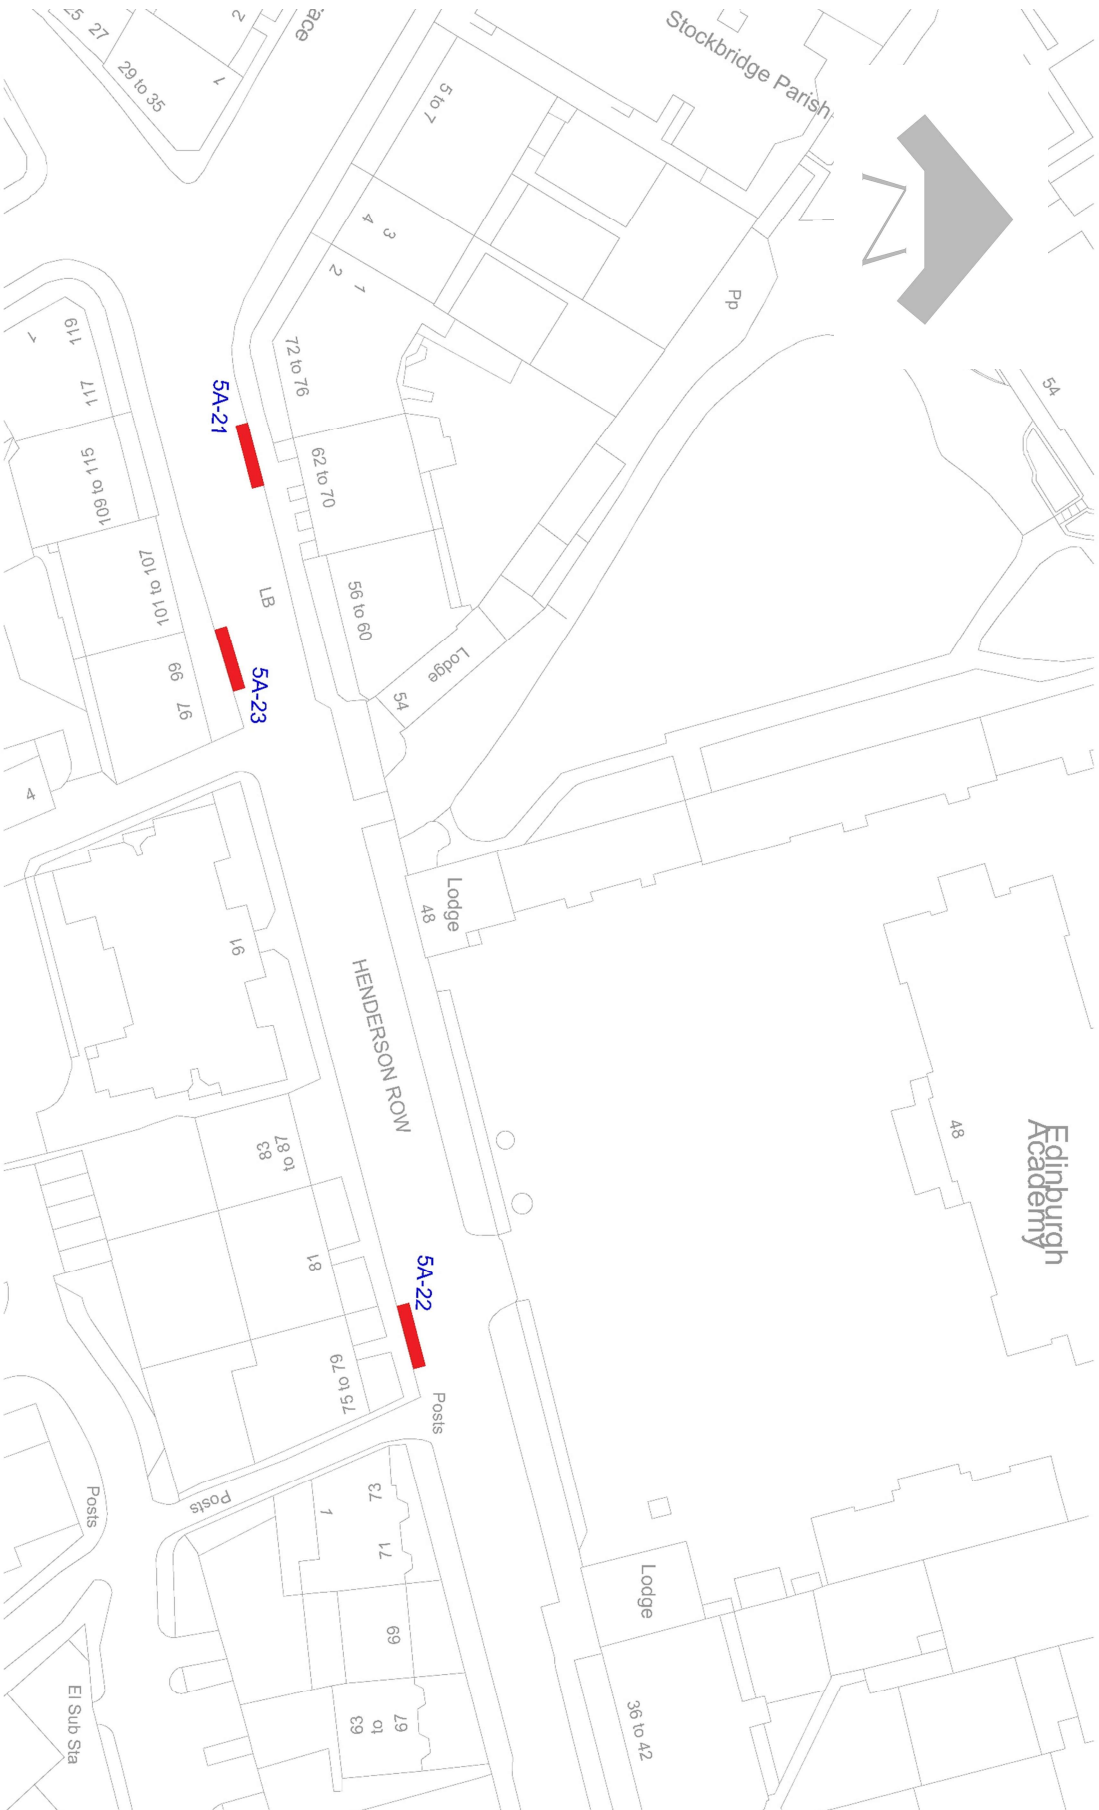 25
27
29 to 35
2
1
ace
Stockbridge Parish
5 to 7
4
3
2
1
Pp
N
54
119
117
1
72 to 76
5A-21
109 to 115
62 to 70
101 to 107
LB
56 to 60
Lodge
54
99
97
5A-23
4
91
Lodge
48
HENDERSON ROW
48
Edinburgh
Academy
83
to 87
81
5A-22
75 to 79
Posts
Posts
Posts
73
71
1
69
Lodge
67
to
63
36 to 42
El Sub Sta